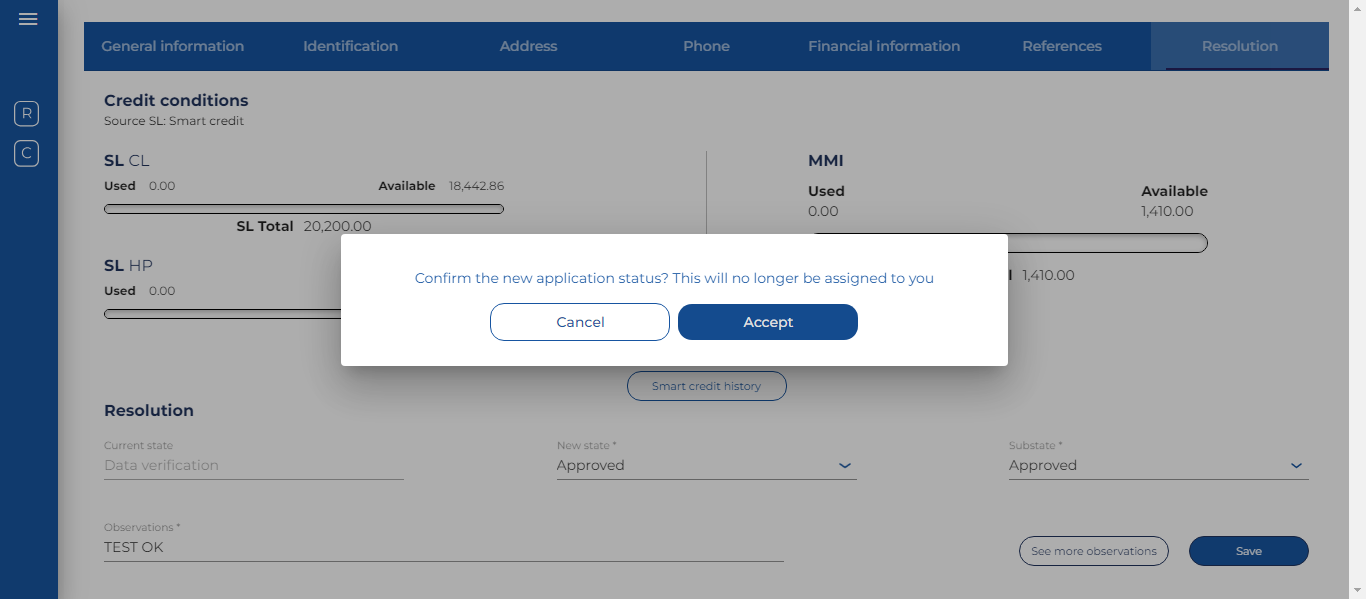 General information Identification Address Phone Financial information References Resolution
R
C
Credit conditions
Source SL: Smart credit
SL CL
Used 0.00 Available 18,442.86
SL Total 20,200.00
MMI
Used Available
0.00 1,410.00
1,410.00
SL HP
Used 0.00
Confirm the new application status? This will no longer be assigned to you
Cancel Accept
Smart credit history
Resolution
Current state New state * Substate *
Data verification Approved Approved
Observations *
TEST OK
See more observations Save